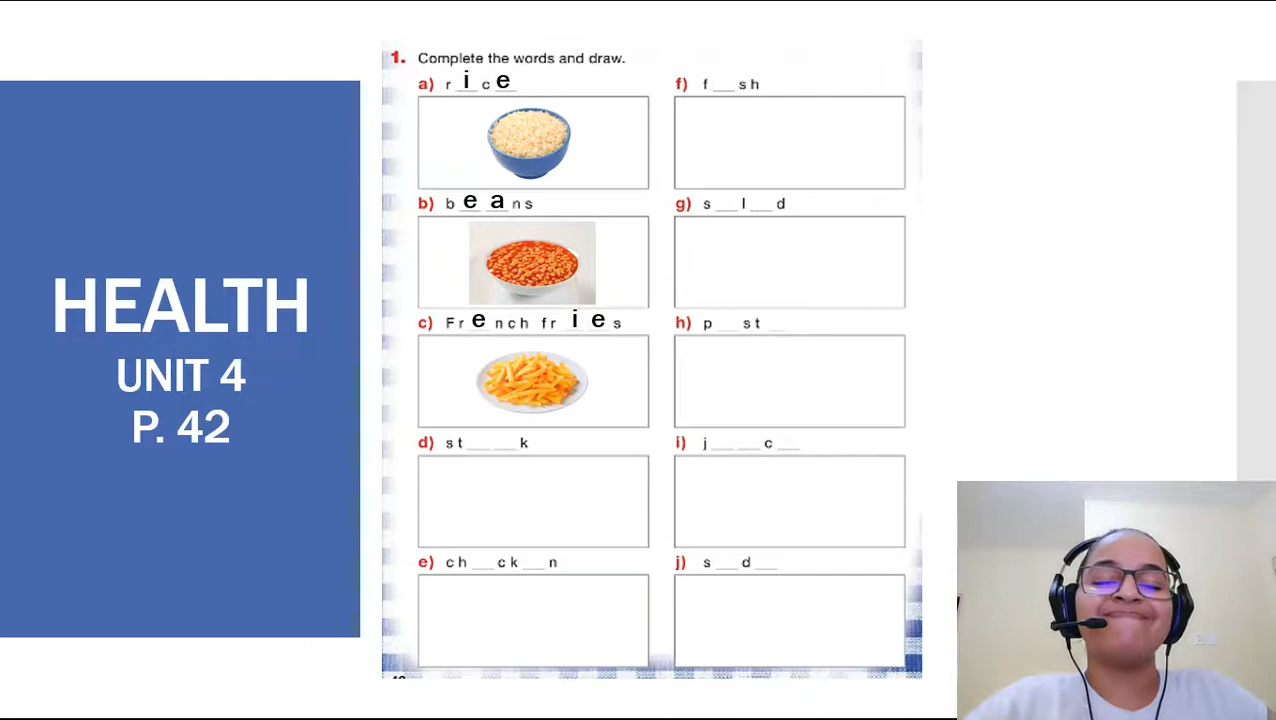 HEALTH
UNIT 4
P. 42
1. Complete the words and draw.
a) r i c e
b) b e a n s
c) Fr e nch fr i e s
d) st __ __ k
e) ch __ ck __ n
f) f __ sh
g) s __ l __ d
h) p __ st __
i) j __ __ c __
j) s __ d __